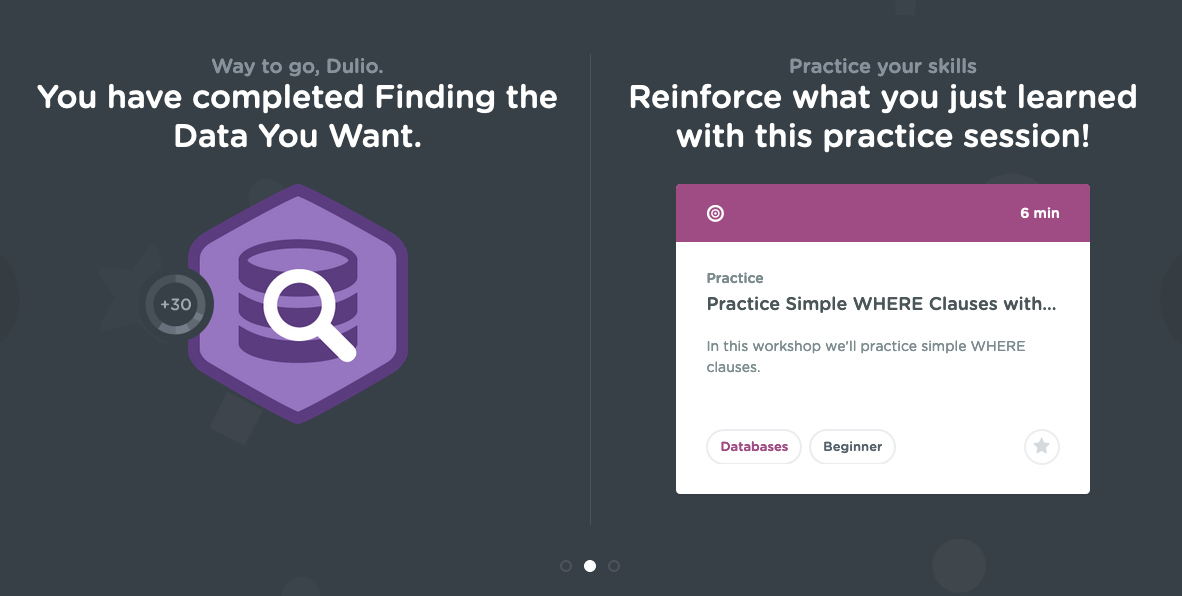 Way to go, Dulio.
You have completed Finding the
Data You Want.
+30
Practice your skills
Reinforce what you just learned
with this practice session!
6 min
Practice
Practice Simple WHERE Clauses with...
In this workshop we'll practice simple WHERE
clauses.
Databases
Beginner